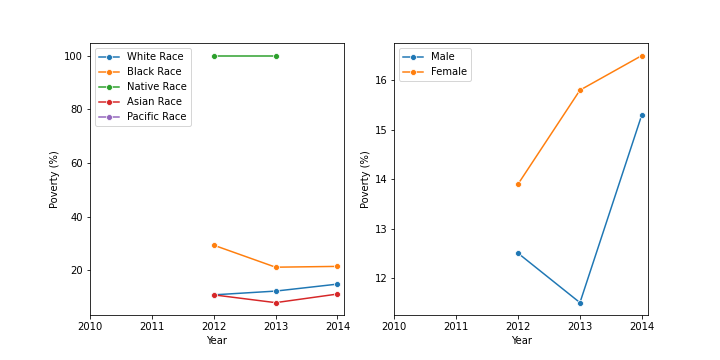 White Race
Black Race
Native Race
Asian Race
Pacific Race
100
80
60
40
20
Poverty (%)
2010 2011 2012 2013 2014
Year
Male
Female
16
15
14
13
12
Poverty (%)
2010 2011 2012 2013 2014
Year